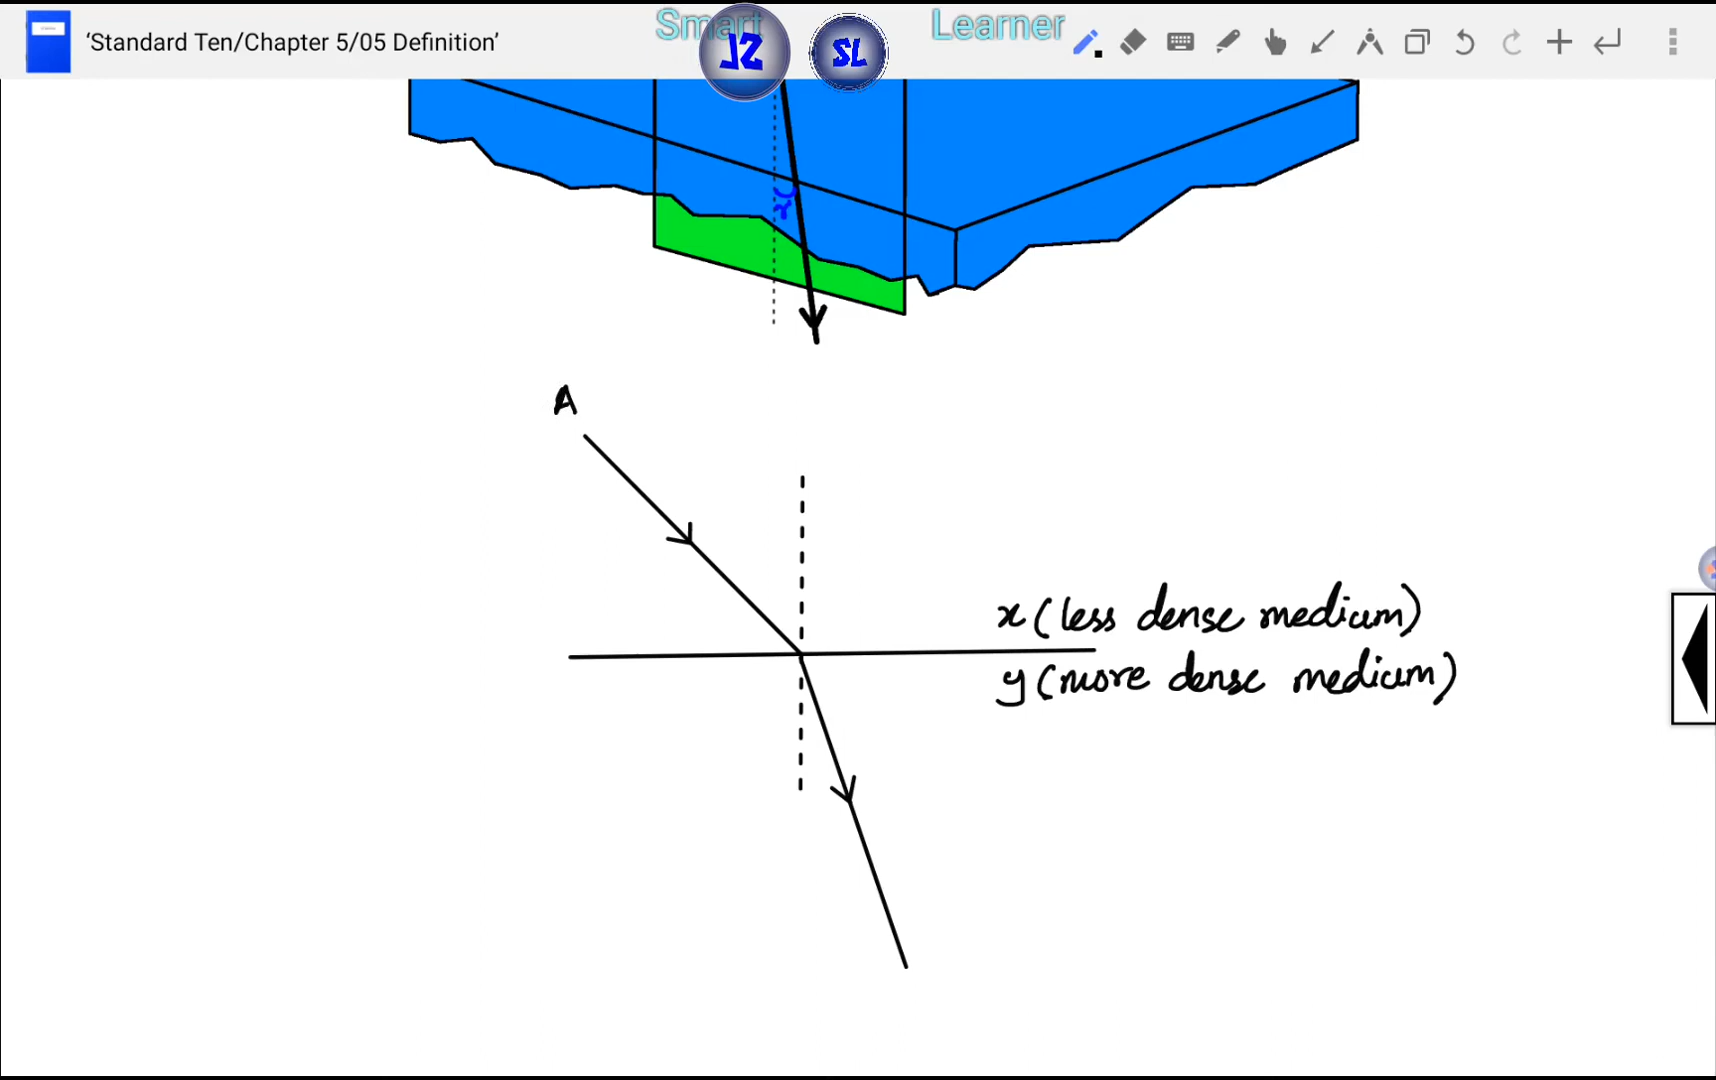 Smart Learner
‘Standard Ten/Chapter 5/05 Definition’
JZ
SL
r
A
x (less dense medium)
y (more dense medium)